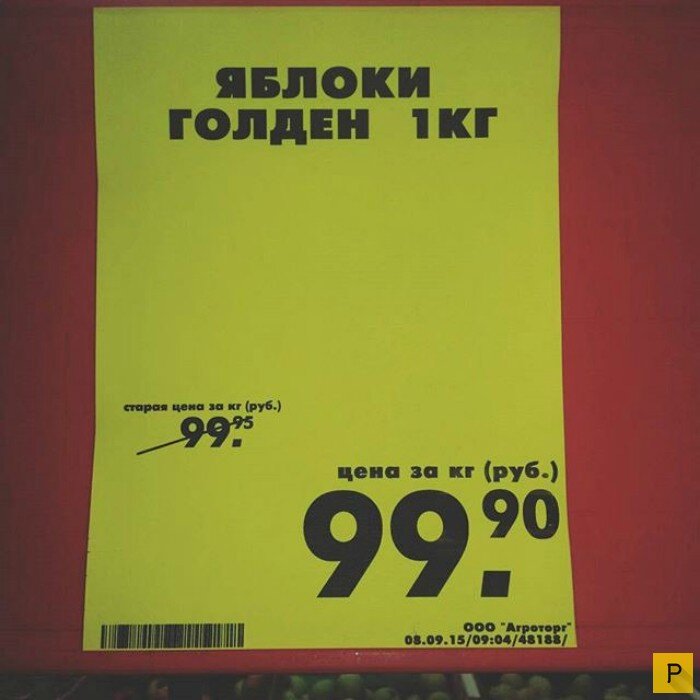 ЯБЛОКИ
ГОЛДЕН 1КГ
старая цена за кг (руб.)
99.95
цена за кг (руб.)
99.90
ООО "Агроторг"
08.09.15/09:04/48188/
P